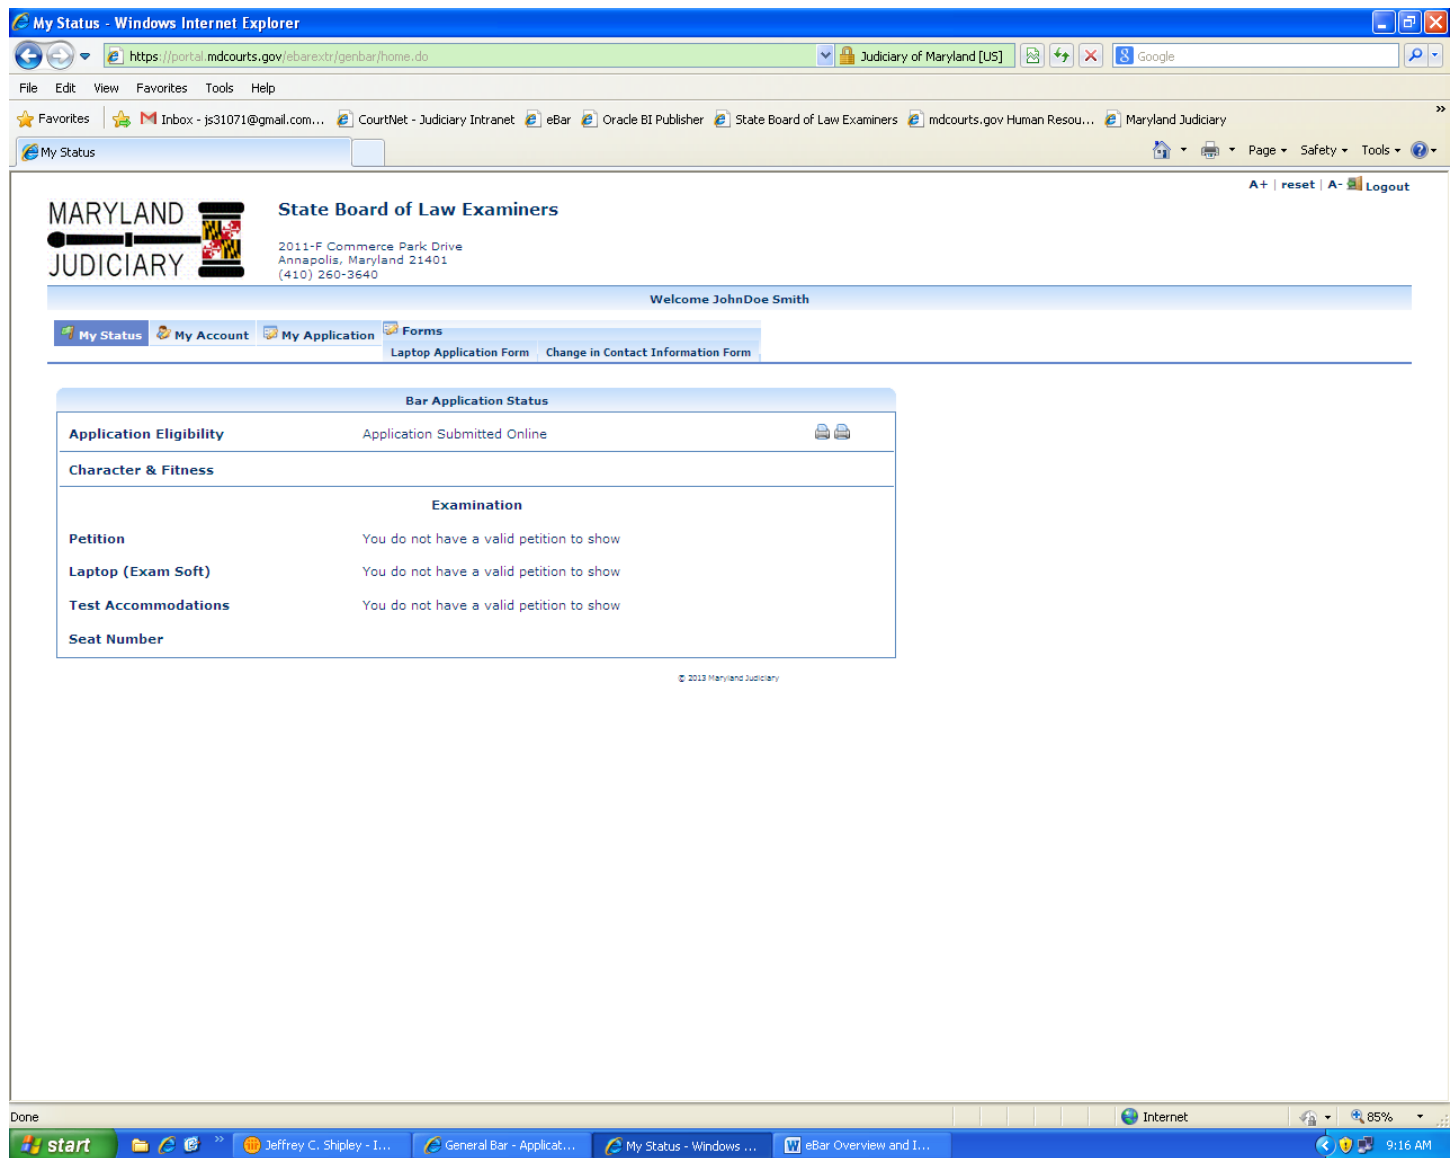 My Status - Windows Internet Explorer
https://portal.mdcourts.gov/ebarextr/genbar/home.do Judiciary of Maryland [US] Google
File Edit View Favorites Tools Help
Favorites Inbox - js31071@gmail.com... CourtNet - Judiciary Intranet eBar Oracle BI Publisher State Board of Law Examiners mdcourts.gov Human Resou... Maryland Judiciary »
My Status Page Safety Tools
A+ | reset | A- Logout
MARYLAND JUDICIARY
State Board of Law Examiners
2011-F Commerce Park Drive
Annapolis, Maryland 21401
(410) 260-3640
Welcome JohnDoe Smith
My Status My Account My Application Forms
Laptop Application Form Change in Contact Information Form
Bar Application Status
Application Eligibility Application Submitted Online
Character & Fitness
Examination
Petition You do not have a valid petition to show
Laptop (Exam Soft) You do not have a valid petition to show
Test Accommodations You do not have a valid petition to show
Seat Number
© 2013 Maryland Judiciary
Done Internet 85%
start » Jeffrey C. Shipley - I... General Bar - Applicat... My Status - Windows ... eBar Overview and I... 9:16 AM